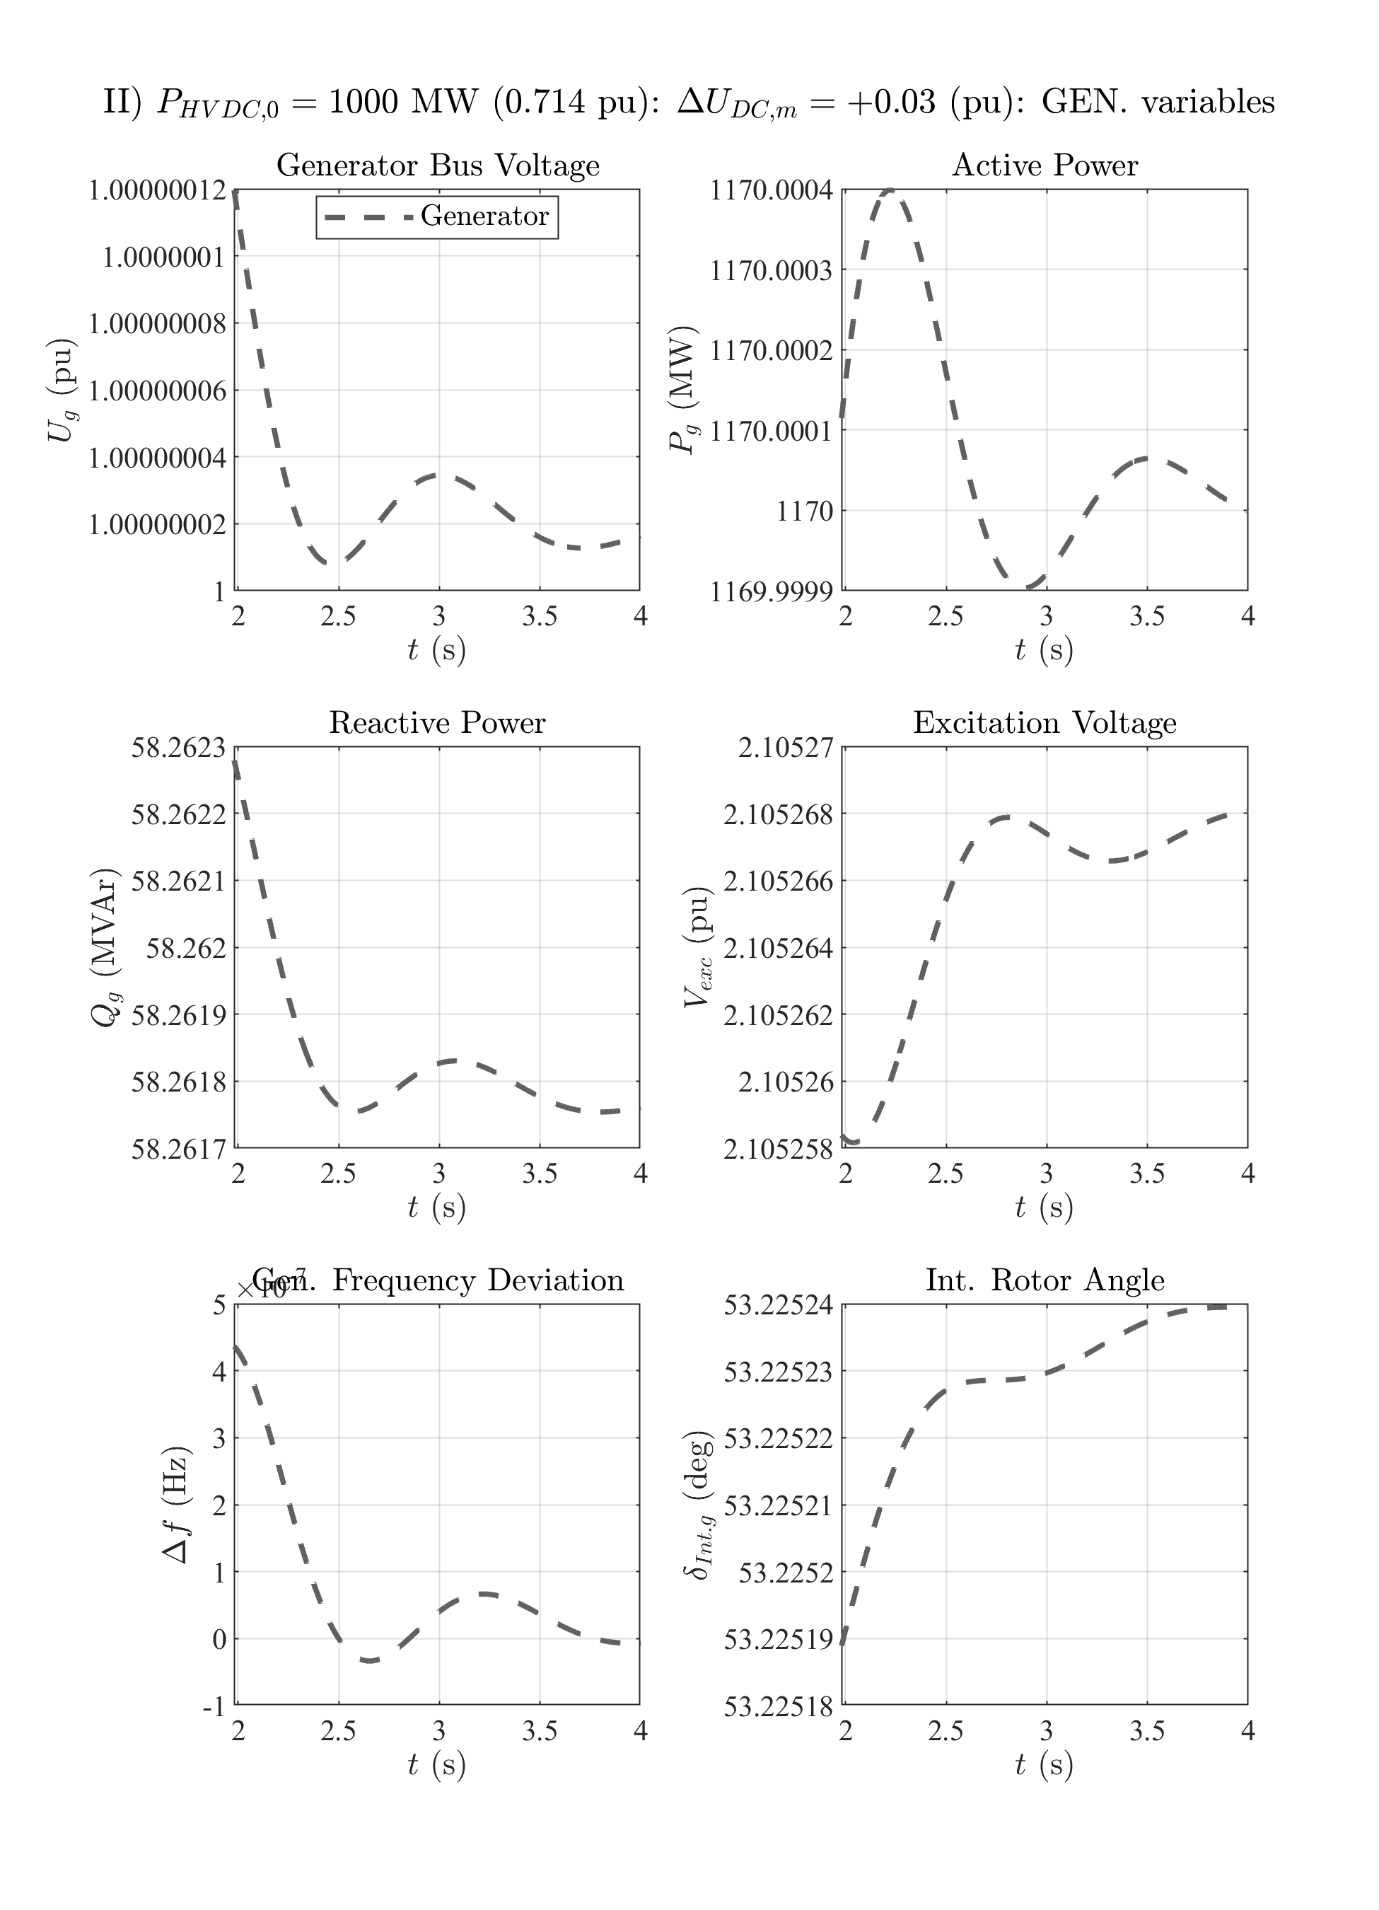 II) P_{HVDC,0} = 1000 MW (0.714 pu): ΔU_{DC,m} = +0.03 (pu): GEN. variables
Generator Bus Voltage
Generator
U_g (pu)
1.00000012
1.0000001
1.00000008
1.00000006
1.00000004
1.00000002
1
2 2.5 3 3.5 4
t (s)
Active Power
P_g (MW)
1170.0004
1170.0003
1170.0002
1170.0001
1170
1169.9999
2 2.5 3 3.5 4
t (s)
Reactive Power
Q_g (MVAr)
58.2623
58.2622
58.2621
58.262
58.2619
58.2618
58.2617
2 2.5 3 3.5 4
t (s)
Excitation Voltage
V_{exc} (pu)
2.10527
2.105268
2.105266
2.105264
2.105262
2.10526
2.105258
2 2.5 3 3.5 4
t (s)
Gen. Frequency Deviation
Δf (Hz)
5
4
3
2
1
0
-1
2 2.5 3 3.5 4
t (s)
Int. Rotor Angle
δ_{Int.g} (deg)
53.22524
53.22523
53.22522
53.22521
53.2252
53.22519
53.22518
2 2.5 3 3.5 4
t (s)